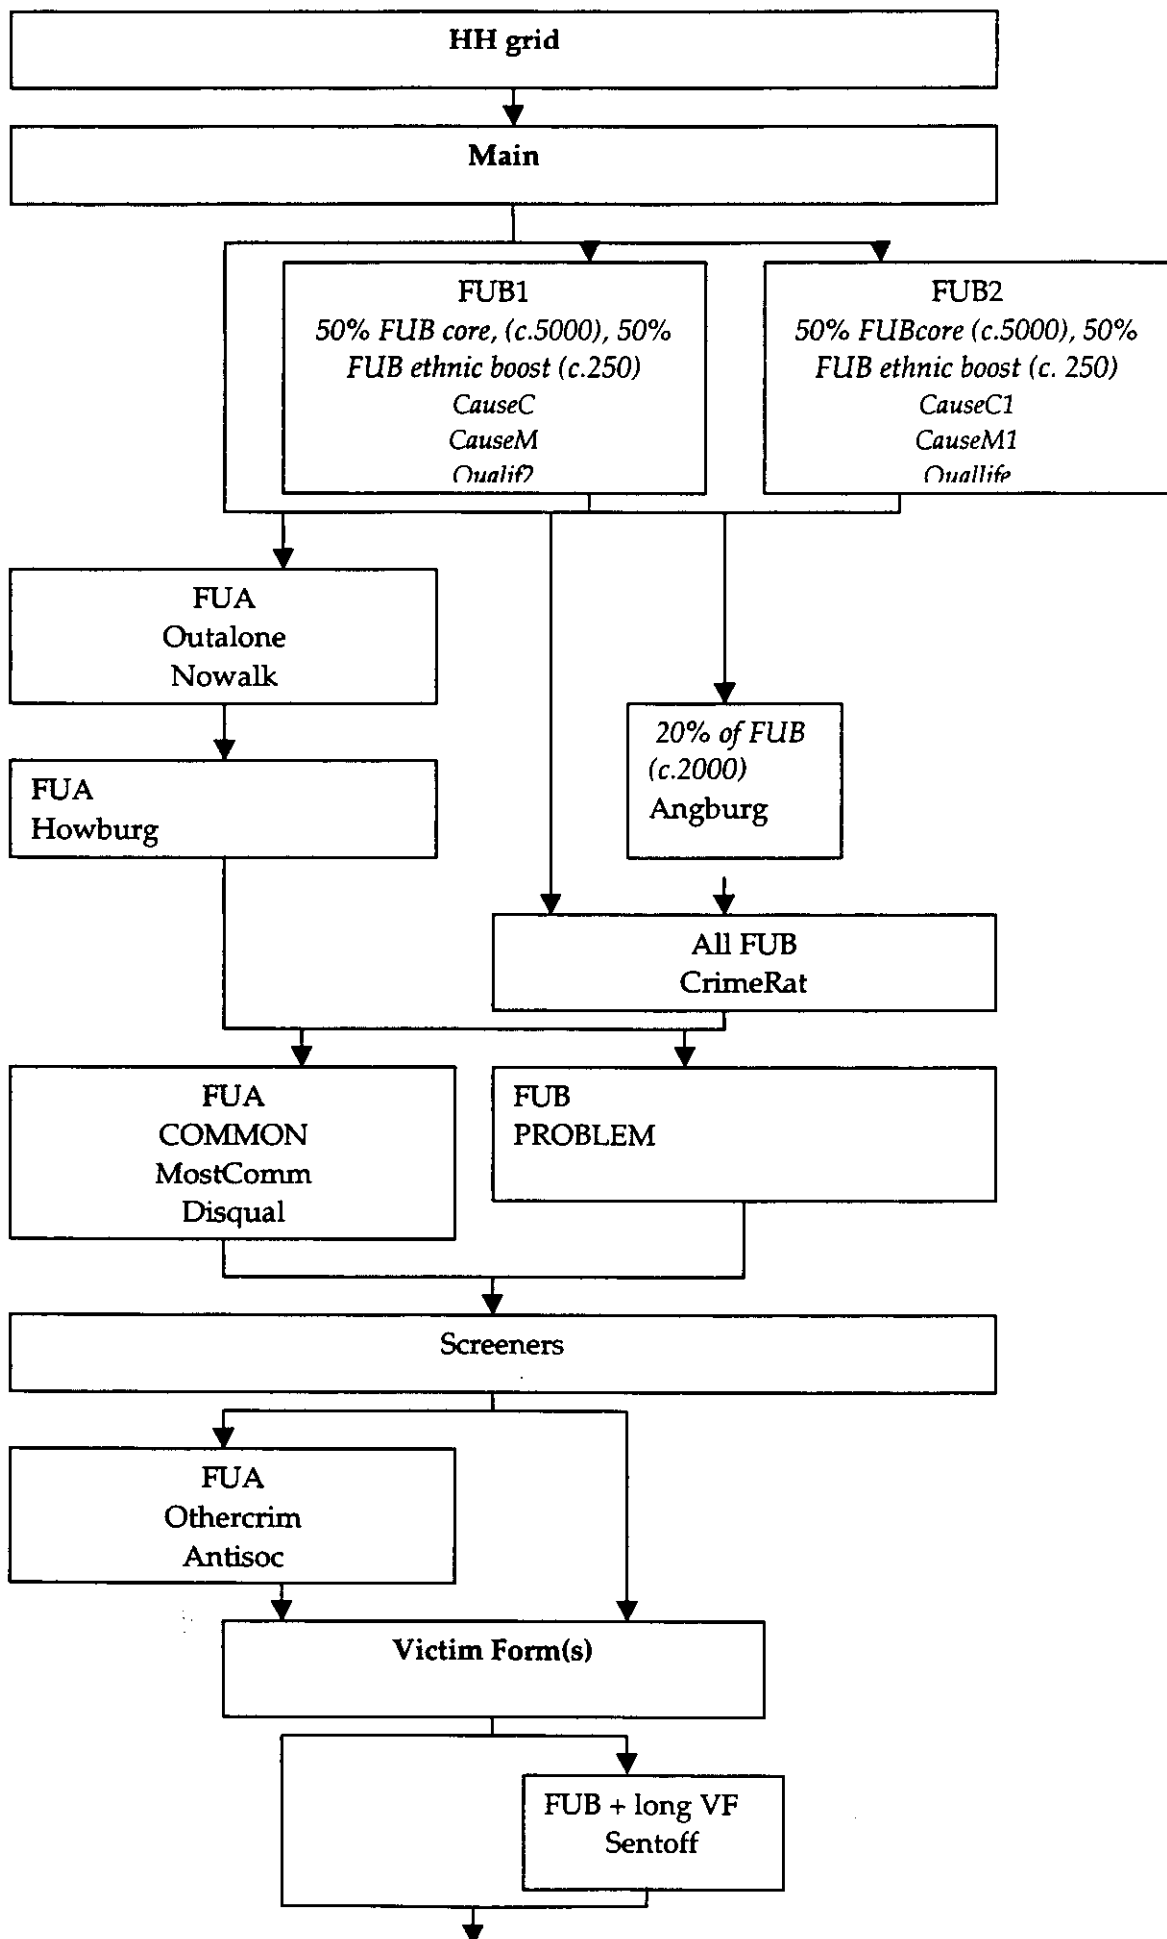 HH grid
Main
FUB1
50% FUB core, (c.5000), 50%
FUB ethnic boost (c.250)
CauseC
CauseM
FUB2
50% FUBcore (c.5000), 50%
FUB ethnic boost (c. 250)
CauseC1
CauseM1
Quallife
FUA
Outalone
Nowalk
20% of FUB
(c.2000)
Angburg
FUA
Howburg
All FUB
CrimeRat
FUA
COMMON
MostComm
Disqual
FUB
PROBLEM
Screeners
FUA
Othercrim
Antisoc
Victim Form(s)
FUB + long VF
Sentoff